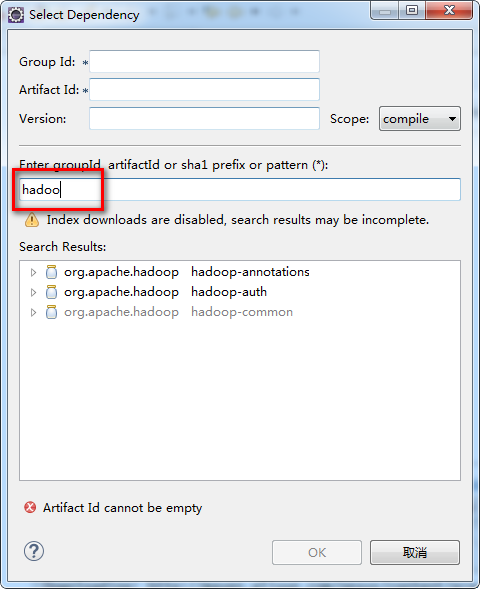 Select Dependency
Group Id: *
Artifact Id: *
Version: Scope: compile
Enter groupId, artifactId or sha1 prefix or pattern (*):
hadoo
Index downloads are disabled, search results may be incomplete.
Search Results:
org.apache.hadoop hadoop-annotations
org.apache.hadoop hadoop-auth
org.apache.hadoop hadoop-common
Artifact Id cannot be empty
? OK 取消